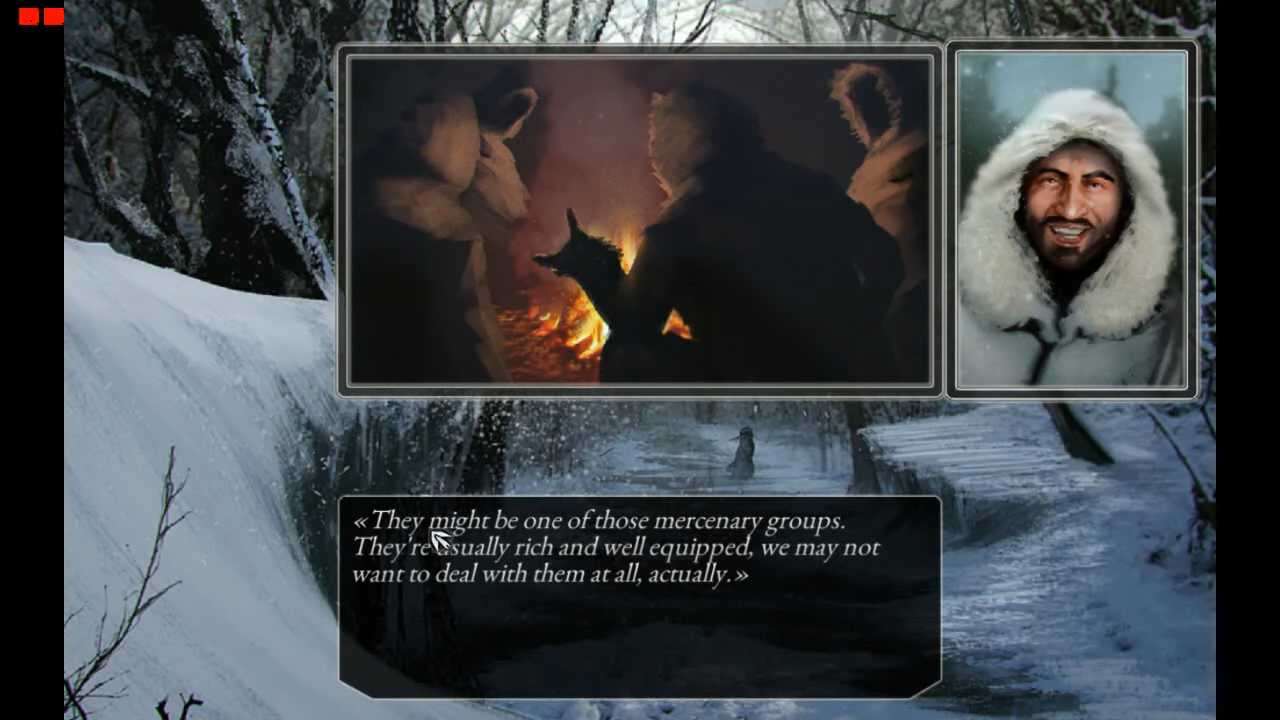 « They might be one of those mercenary groups.
They're usually rich and well equipped, we may not
want to deal with them at all, actually.»